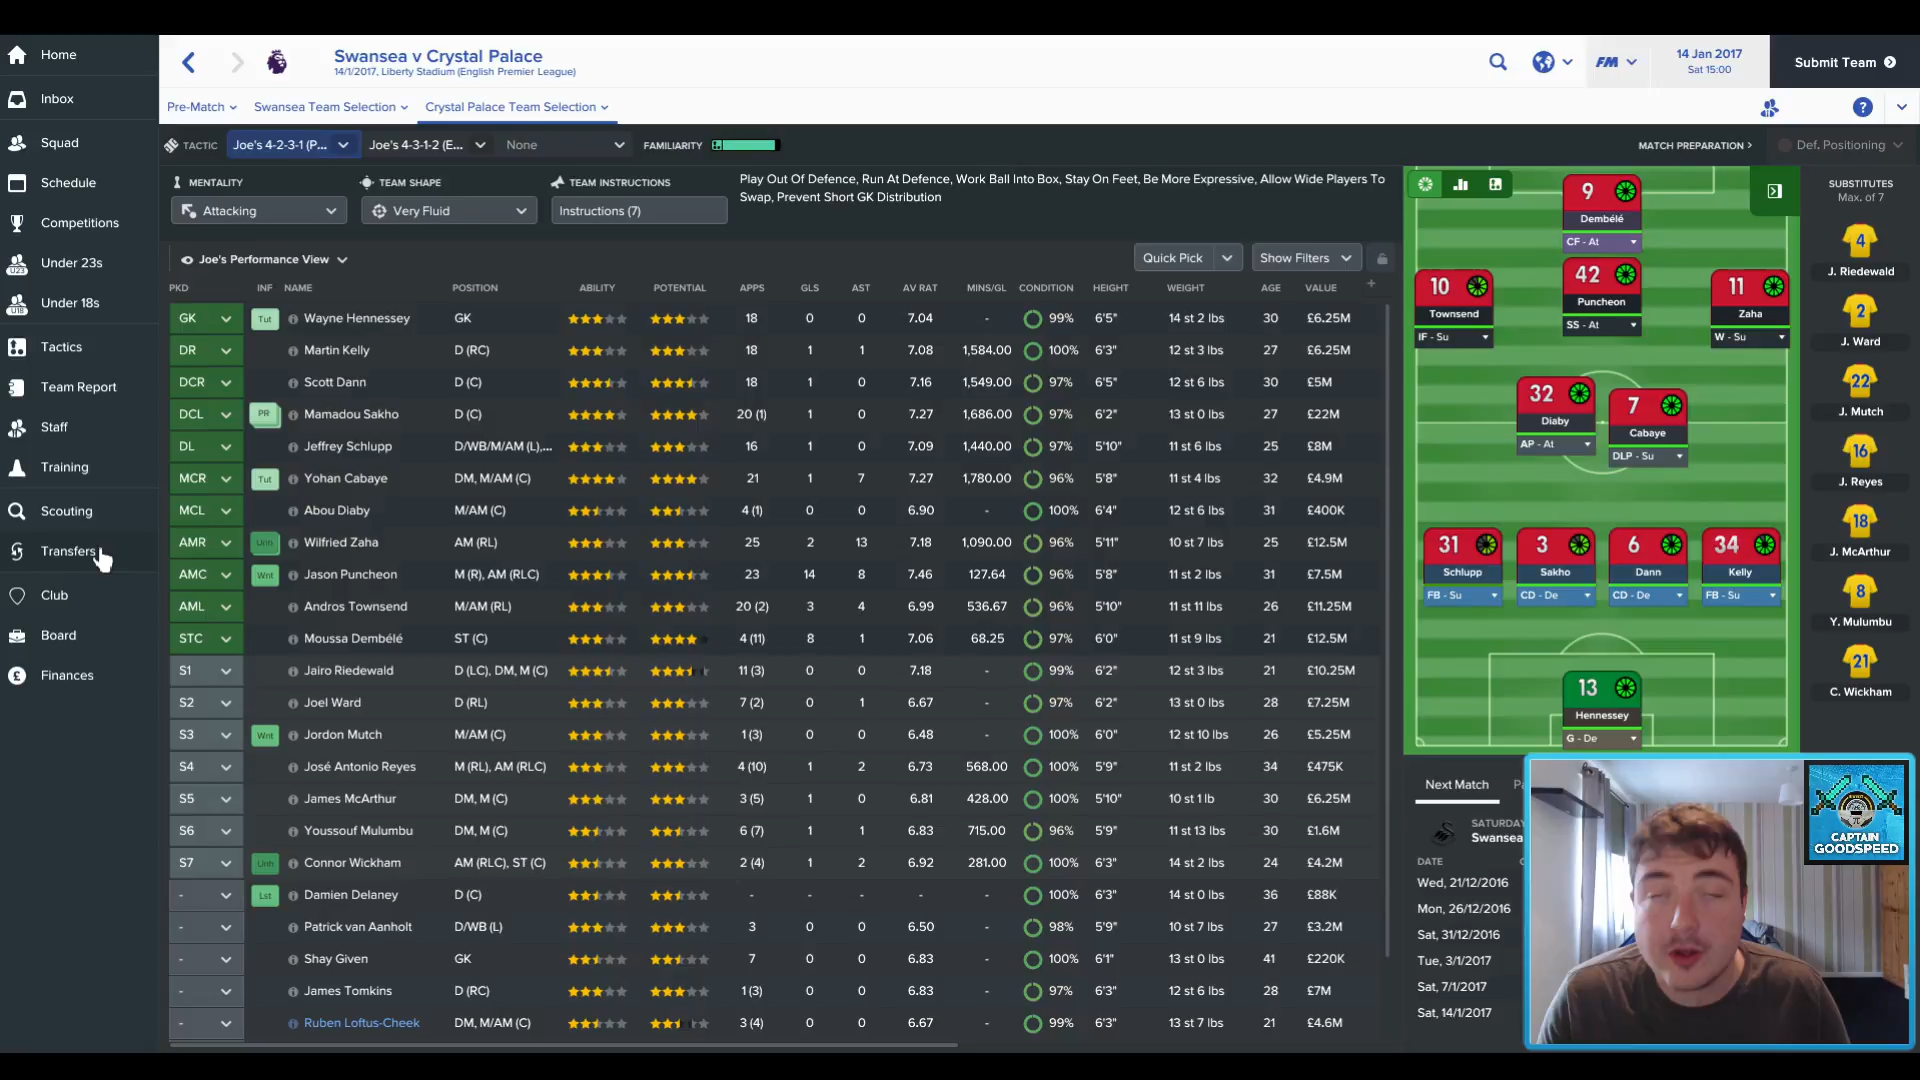 Home
Inbox
Squad
Schedule
Competitions
U23
Under 23s
U18
Under 18s
Tactics
Team Report
Staff
Training
Scouting
Transfers
Club
Board
Finances
Swansea v Crystal Palace
14/1/2017, Liberty Stadium (English Premier League)
FM
14 Jan 2017
Sat 15:00
Submit Team
Pre-Match
Swansea Team Selection
Crystal Palace Team Selection
?
TACTIC
Joe's 4-2-3-1 (P...
Joe's 4-3-1-2 (E...
None
FAMILIARITY
MATCH PREPARATION >
Def. Positioning
MENTALITY
Attacking
TEAM SHAPE
Very Fluid
TEAM INSTRUCTIONS
Instructions (7)
Play Out Of Defence, Run At Defence, Work Ball Into Box, Stay On Feet, Be More Expressive, Allow Wide Players To
Swap, Prevent Short GK Distribution
Joe's Performance View
Quick Pick
Show Filters
PKD INF NAME POSITION ABILITY POTENTIAL APPS GLS AST AV RAT MINS/GL CONDITION HEIGHT WEIGHT AGE VALUE
GK Tut Wayne Hennessey GK 18 0 0 7.04 - 99% 6'5" 14 st 2 lbs 30 £6.25M
DR Martin Kelly D (RC) 18 1 1 7.08 1,584.00 100% 6'3" 12 st 3 lbs 27 £6.25M
DCR Scott Dann D (C) 18 1 0 7.16 1,549.00 97% 6'5" 12 st 6 lbs 30 £5M
DCL PR Mamadou Sakho D (C) 20 (1) 1 0 7.27 1,686.00 97% 6'2" 13 st 0 lbs 27 £22M
DL Jeffrey Schlupp D/WB/M/AM (L),... 16 1 0 7.09 1,440.00 97% 5'10" 11 st 6 lbs 25 £8M
MCR Tut Yohan Cabaye DM, M/AM (C) 21 1 7 7.27 1,780.00 96% 5'8" 11 st 4 lbs 32 £4.9M
MCL Abou Diaby M/AM (C) 4 (1) 0 0 6.90 - 100% 6'4" 12 st 6 lbs 31 £400K
AMR Unh Wilfried Zaha AM (RL) 25 2 13 7.18 1,090.00 96% 5'11" 10 st 7 lbs 25 £12.5M
AMC Wnt Jason Puncheon M (R), AM (RLC) 23 14 8 7.46 127.64 96% 5'8" 11 st 2 lbs 31 £7.5M
AML Andros Townsend M/AM (RL) 20 (2) 3 4 6.99 536.67 96% 5'10" 11 st 11 lbs 26 £11.25M
STC Moussa Dembélé ST (C) 4 (11) 8 1 7.06 68.25 97% 6'0" 11 st 9 lbs 21 £12.5M
S1 Jairo Riedewald D (LC), DM, M (C) 11 (3) 0 0 7.18 - 99% 6'2" 12 st 3 lbs 21 £10.25M
S2 Joel Ward D (RL) 7 (2) 0 1 6.67 - 97% 6'2" 13 st 0 lbs 28 £7.25M
S3 Wnt Jordon Mutch M/AM (C) 1 (3) 0 0 6.48 - 100% 6'0" 12 st 10 lbs 26 £5.25M
S4 José Antonio Reyes M (RL), AM (RLC) 4 (10) 1 2 6.73 568.00 100% 5'9" 11 st 2 lbs 34 £475K
S5 James McArthur DM, M (C) 3 (5) 1 0 6.81 428.00 100% 5'10" 10 st 1 lb 30 £6.25M
S6 Youssouf Mulumbu DM, M (C) 6 (7) 1 1 6.83 715.00 96% 5'9" 11 st 13 lbs 30 £1.6M
S7 Unh Connor Wickham AM (RLC), ST (C) 2 (4) 1 2 6.92 281.00 100% 6'3" 14 st 2 lbs 24 £4.2M
- Lst Damien Delaney D (C) - - - - - 100% 6'3" 14 st 0 lbs 36 £88K
- Patrick van Aanholt D/WB (L) 3 0 0 6.50 - 98% 5'9" 10 st 7 lbs 27 £3.2M
- Shay Given GK 7 0 0 6.83 - 100% 6'1" 13 st 0 lbs 41 £220K
- James Tomkins D (RC) 1 (3) 0 0 6.83 - 97% 6'3" 12 st 6 lbs 28 £7M
- Ruben Loftus-Cheek DM, M/AM (C) 3 (4) 0 0 6.67 - 99% 6'3" 13 st 7 lbs 21 £4.6M
9
Dembélé
CF - At
10
Townsend
IF - Su
42
Puncheon
SS - At
11
Zaha
W - Su
32
Diaby
AP - At
7
Cabaye
DLP - Su
31
Schlupp
FB - Su
3
Sakho
CD - De
6
Dann
CD - De
34
Kelly
FB - Su
13
Hennessey
G - De
SUBSTITUTES
Max. of 7
4
J. Riedewald
2
J. Ward
22
J. Mutch
16
J. Reyes
18
J. McArthur
8
Y. Mulumbu
21
C. Wickham
Next Match
SATURDAY
Swansea
DATE
Wed, 21/12/2016
Mon, 26/12/2016
Sat, 31/12/2016
Tue, 3/1/2017
Sat, 7/1/2017
Sat, 14/1/2017
CAPTAIN
GOODSPEED